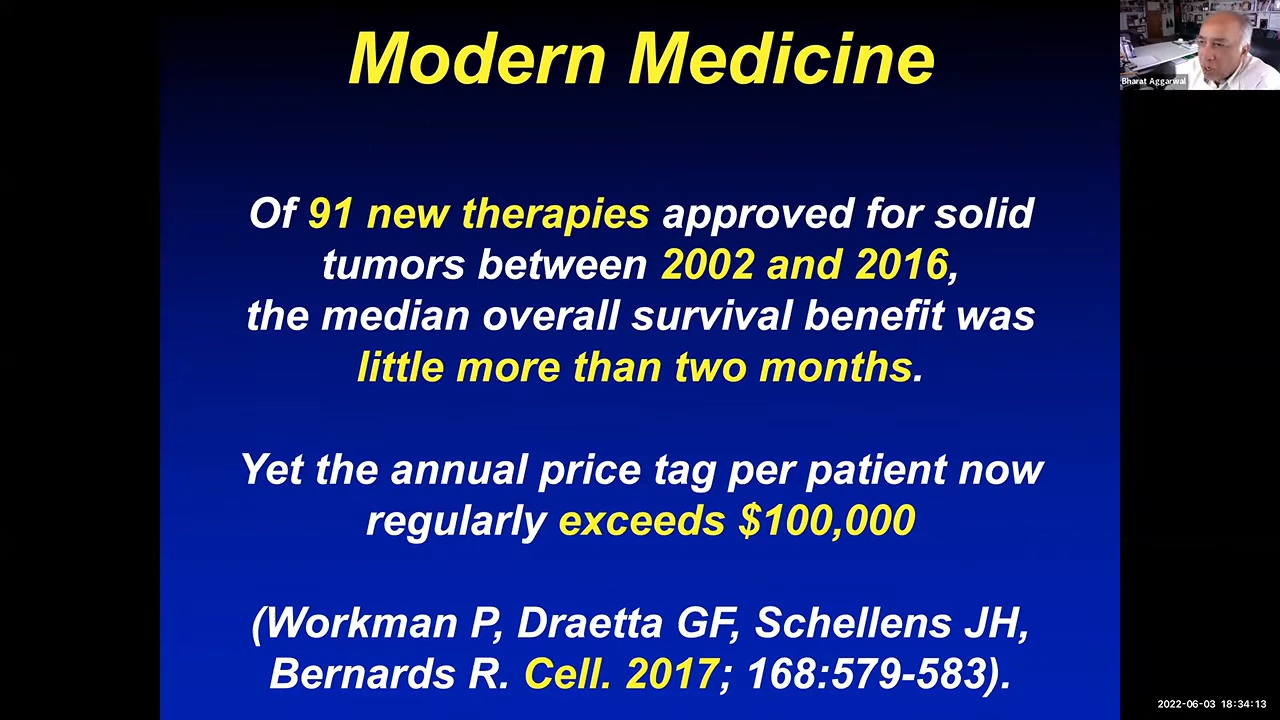 Modern Medicine
Bharat Aggarwal
Of 91 new therapies approved for solid
tumors between 2002 and 2016,
the median overall survival benefit was
little more than two months.
Yet the annual price tag per patient now
regularly exceeds $100,000
(Workman P, Draetta GF, Schellens JH,
Bernards R. Cell. 2017; 168:579-583).
2022-06-03 18:34:13